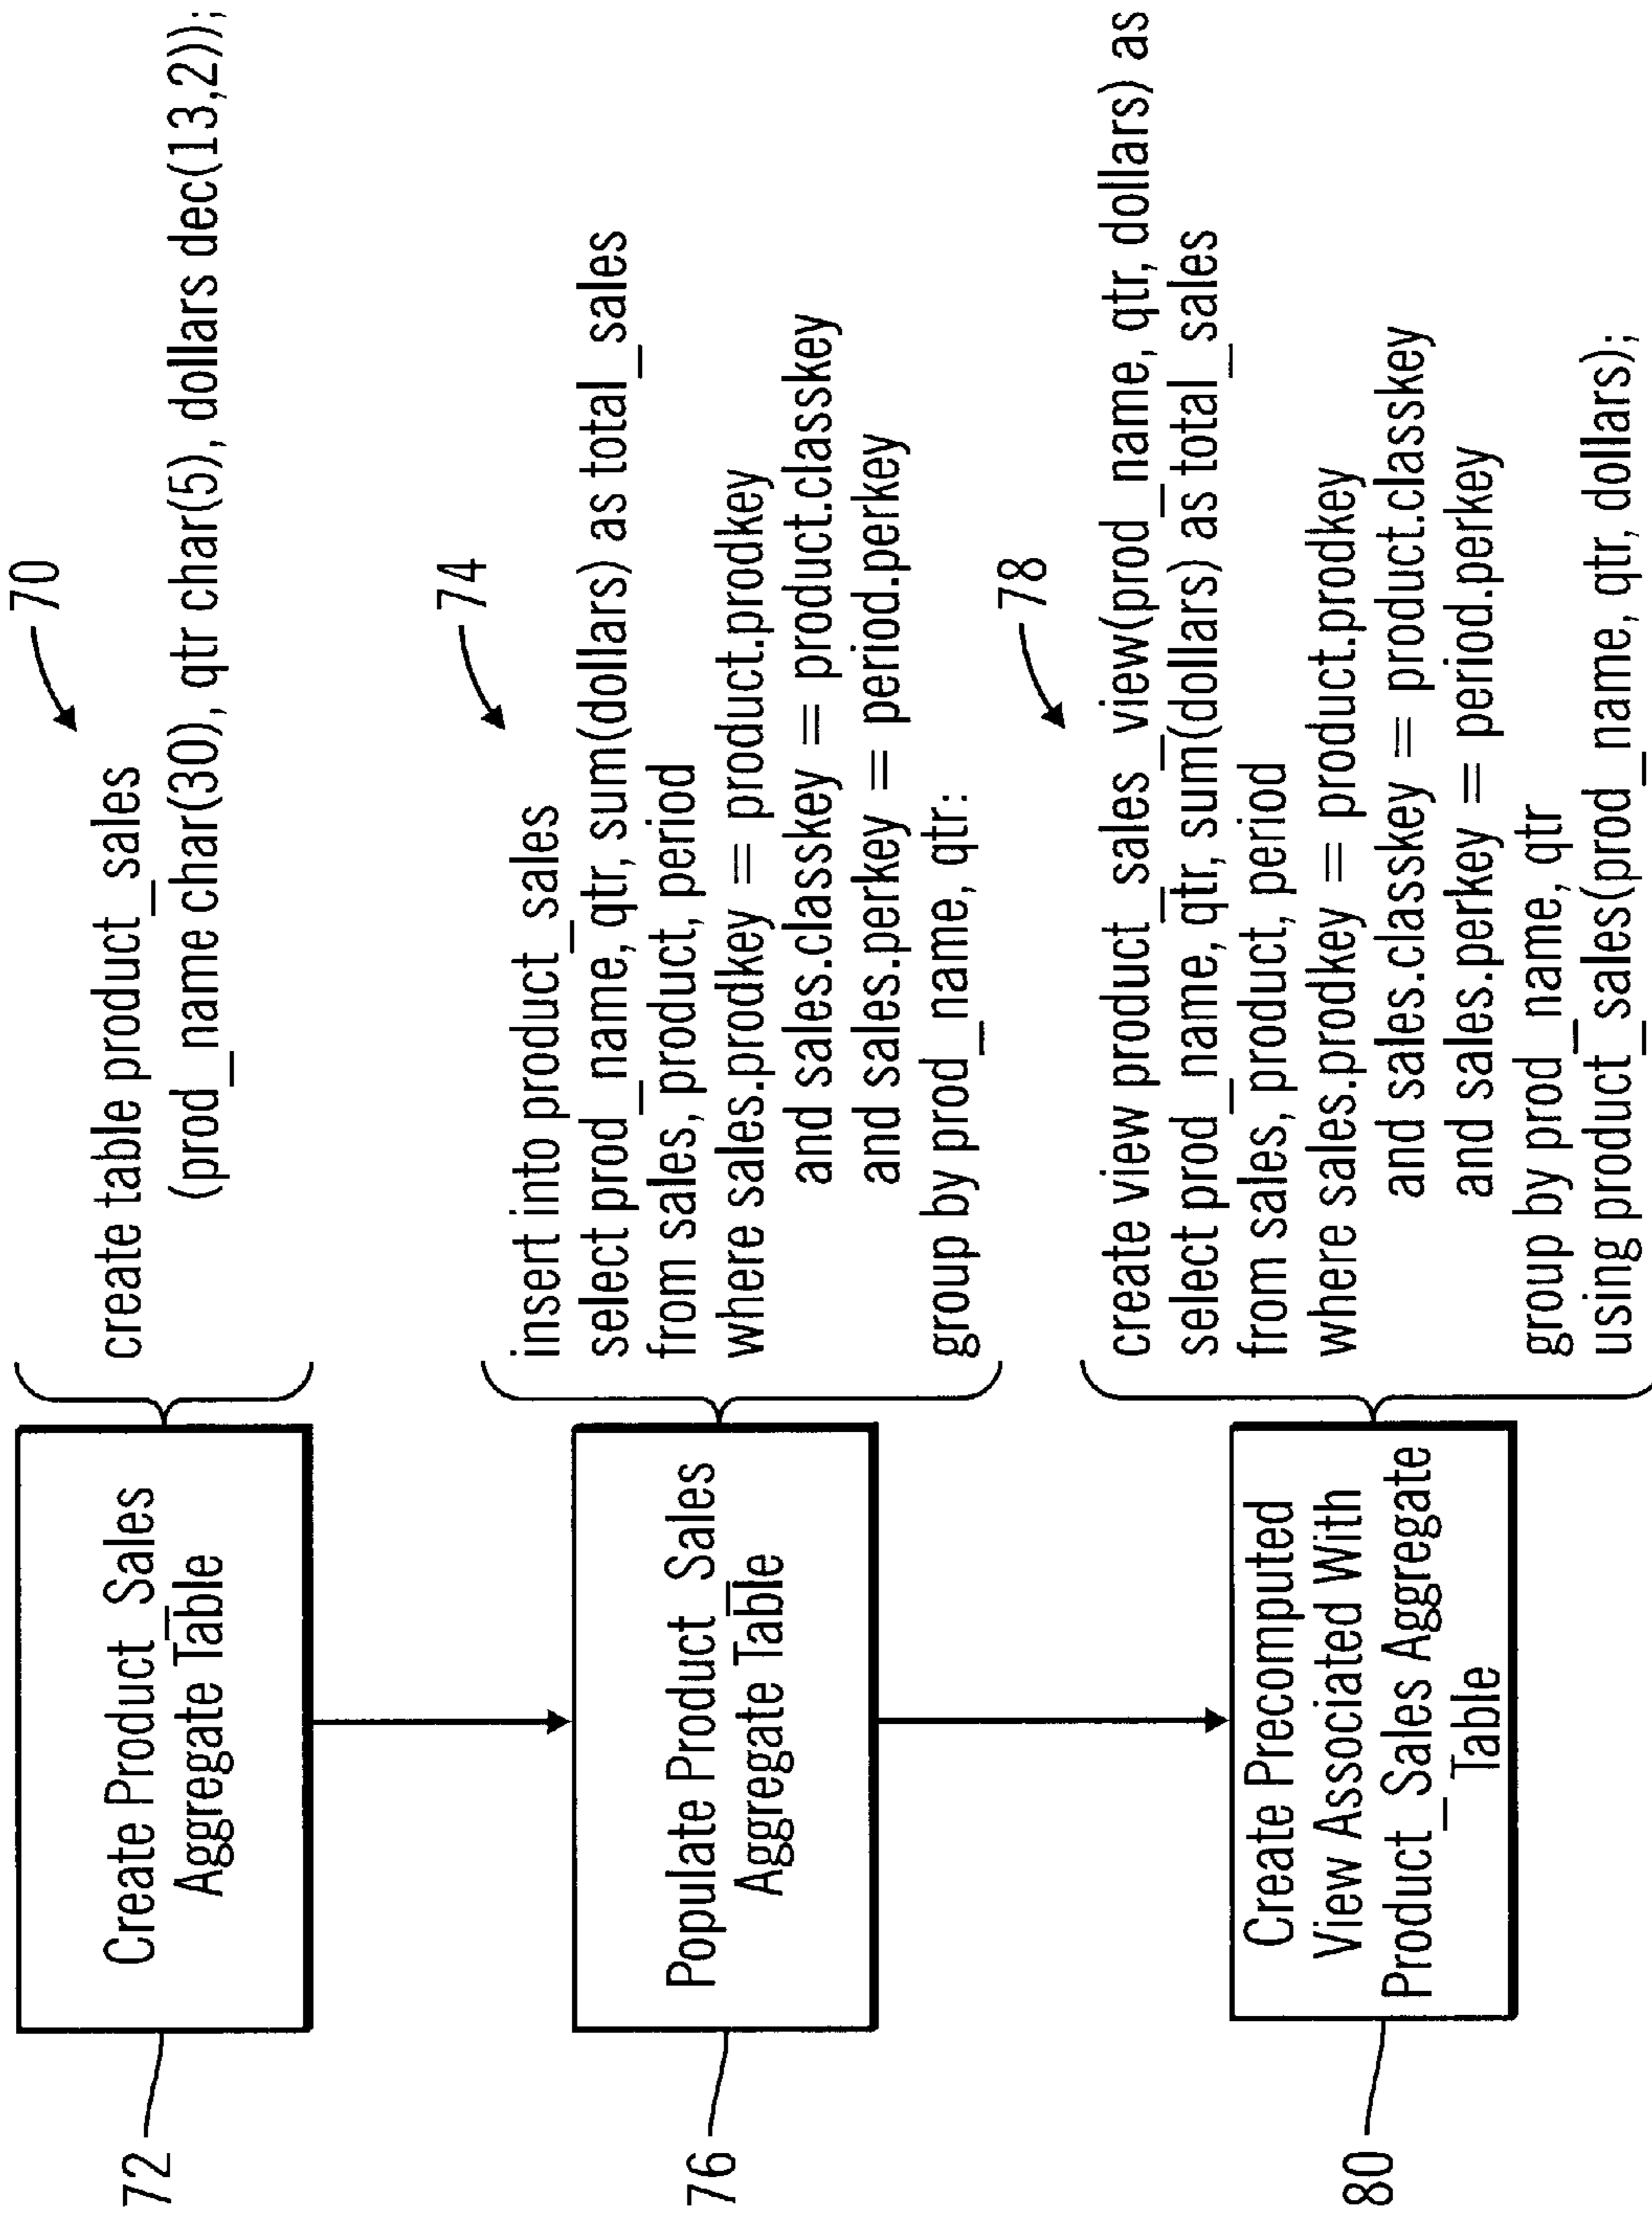 72
Create Product_Sales
Aggregate Table
70
create table product_sales
(prod_name char(30), qtr char(5), dollars dec(13,2));
76
Populate Product_Sales
Aggregate Table
74
insert into product_sales
select prod_name, qtr, sum(dollars) as total_sales
from sales, product, period
where sales.prodkey = product.prodkey
and sales.classkey = product.classkey
and sales.perkey = period.perkey
group by prod_name, qtr:
80
Create Precomputed
View Associated With
Product_Sales Aggregate
Table
78
create view product_sales_view(prod_name, qtr, dollars) as
select prod_name, qtr, sum(dollars) as total_sales
from sales, product, period
where sales.prodkey = product.prodkey
and sales.classkey = product.classkey
and sales.perkey = period.perkey
group by prod_name, qtr
using product_sales(prod_name, qtr, dollars);